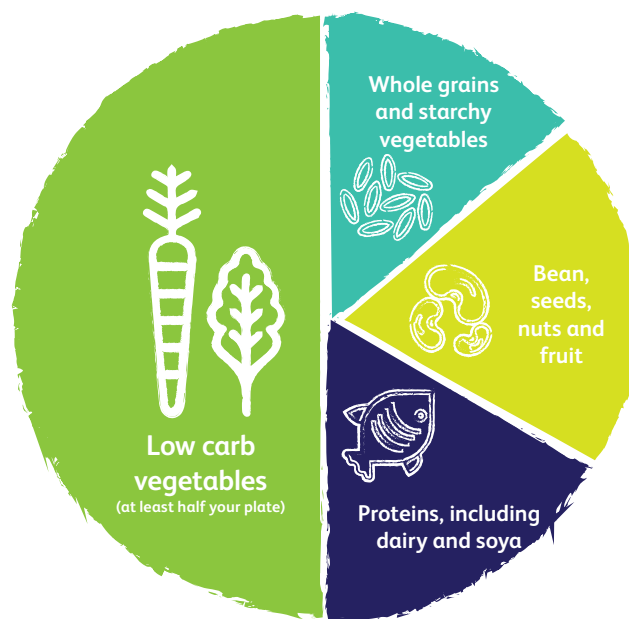 Whole grains
and starchy
vegetables
Bean,
seeds,
nuts and
fruit
Low carb
vegetables
(at least half your plate)
Proteins, including
dairy and soya